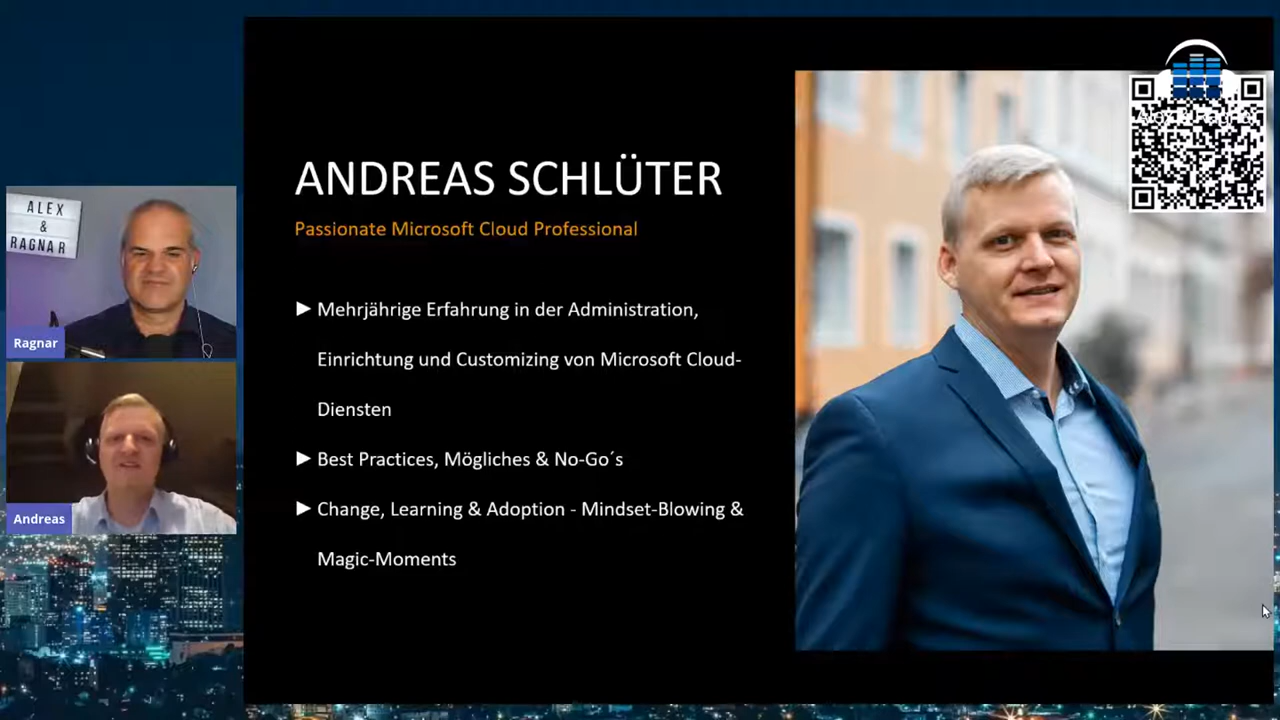 ALEX
&
RAGNAR
Ragnar
Andreas
ANDREAS SCHLÜTER
Passionate Microsoft Cloud Professional
► Mehrjährige Erfahrung in der Administration,
Einrichtung und Customizing von Microsoft Cloud-
Diensten
► Best Practices, Mögliches & No-Go´s
► Change, Learning & Adoption - Mindset-Blowing &
Magic-Moments